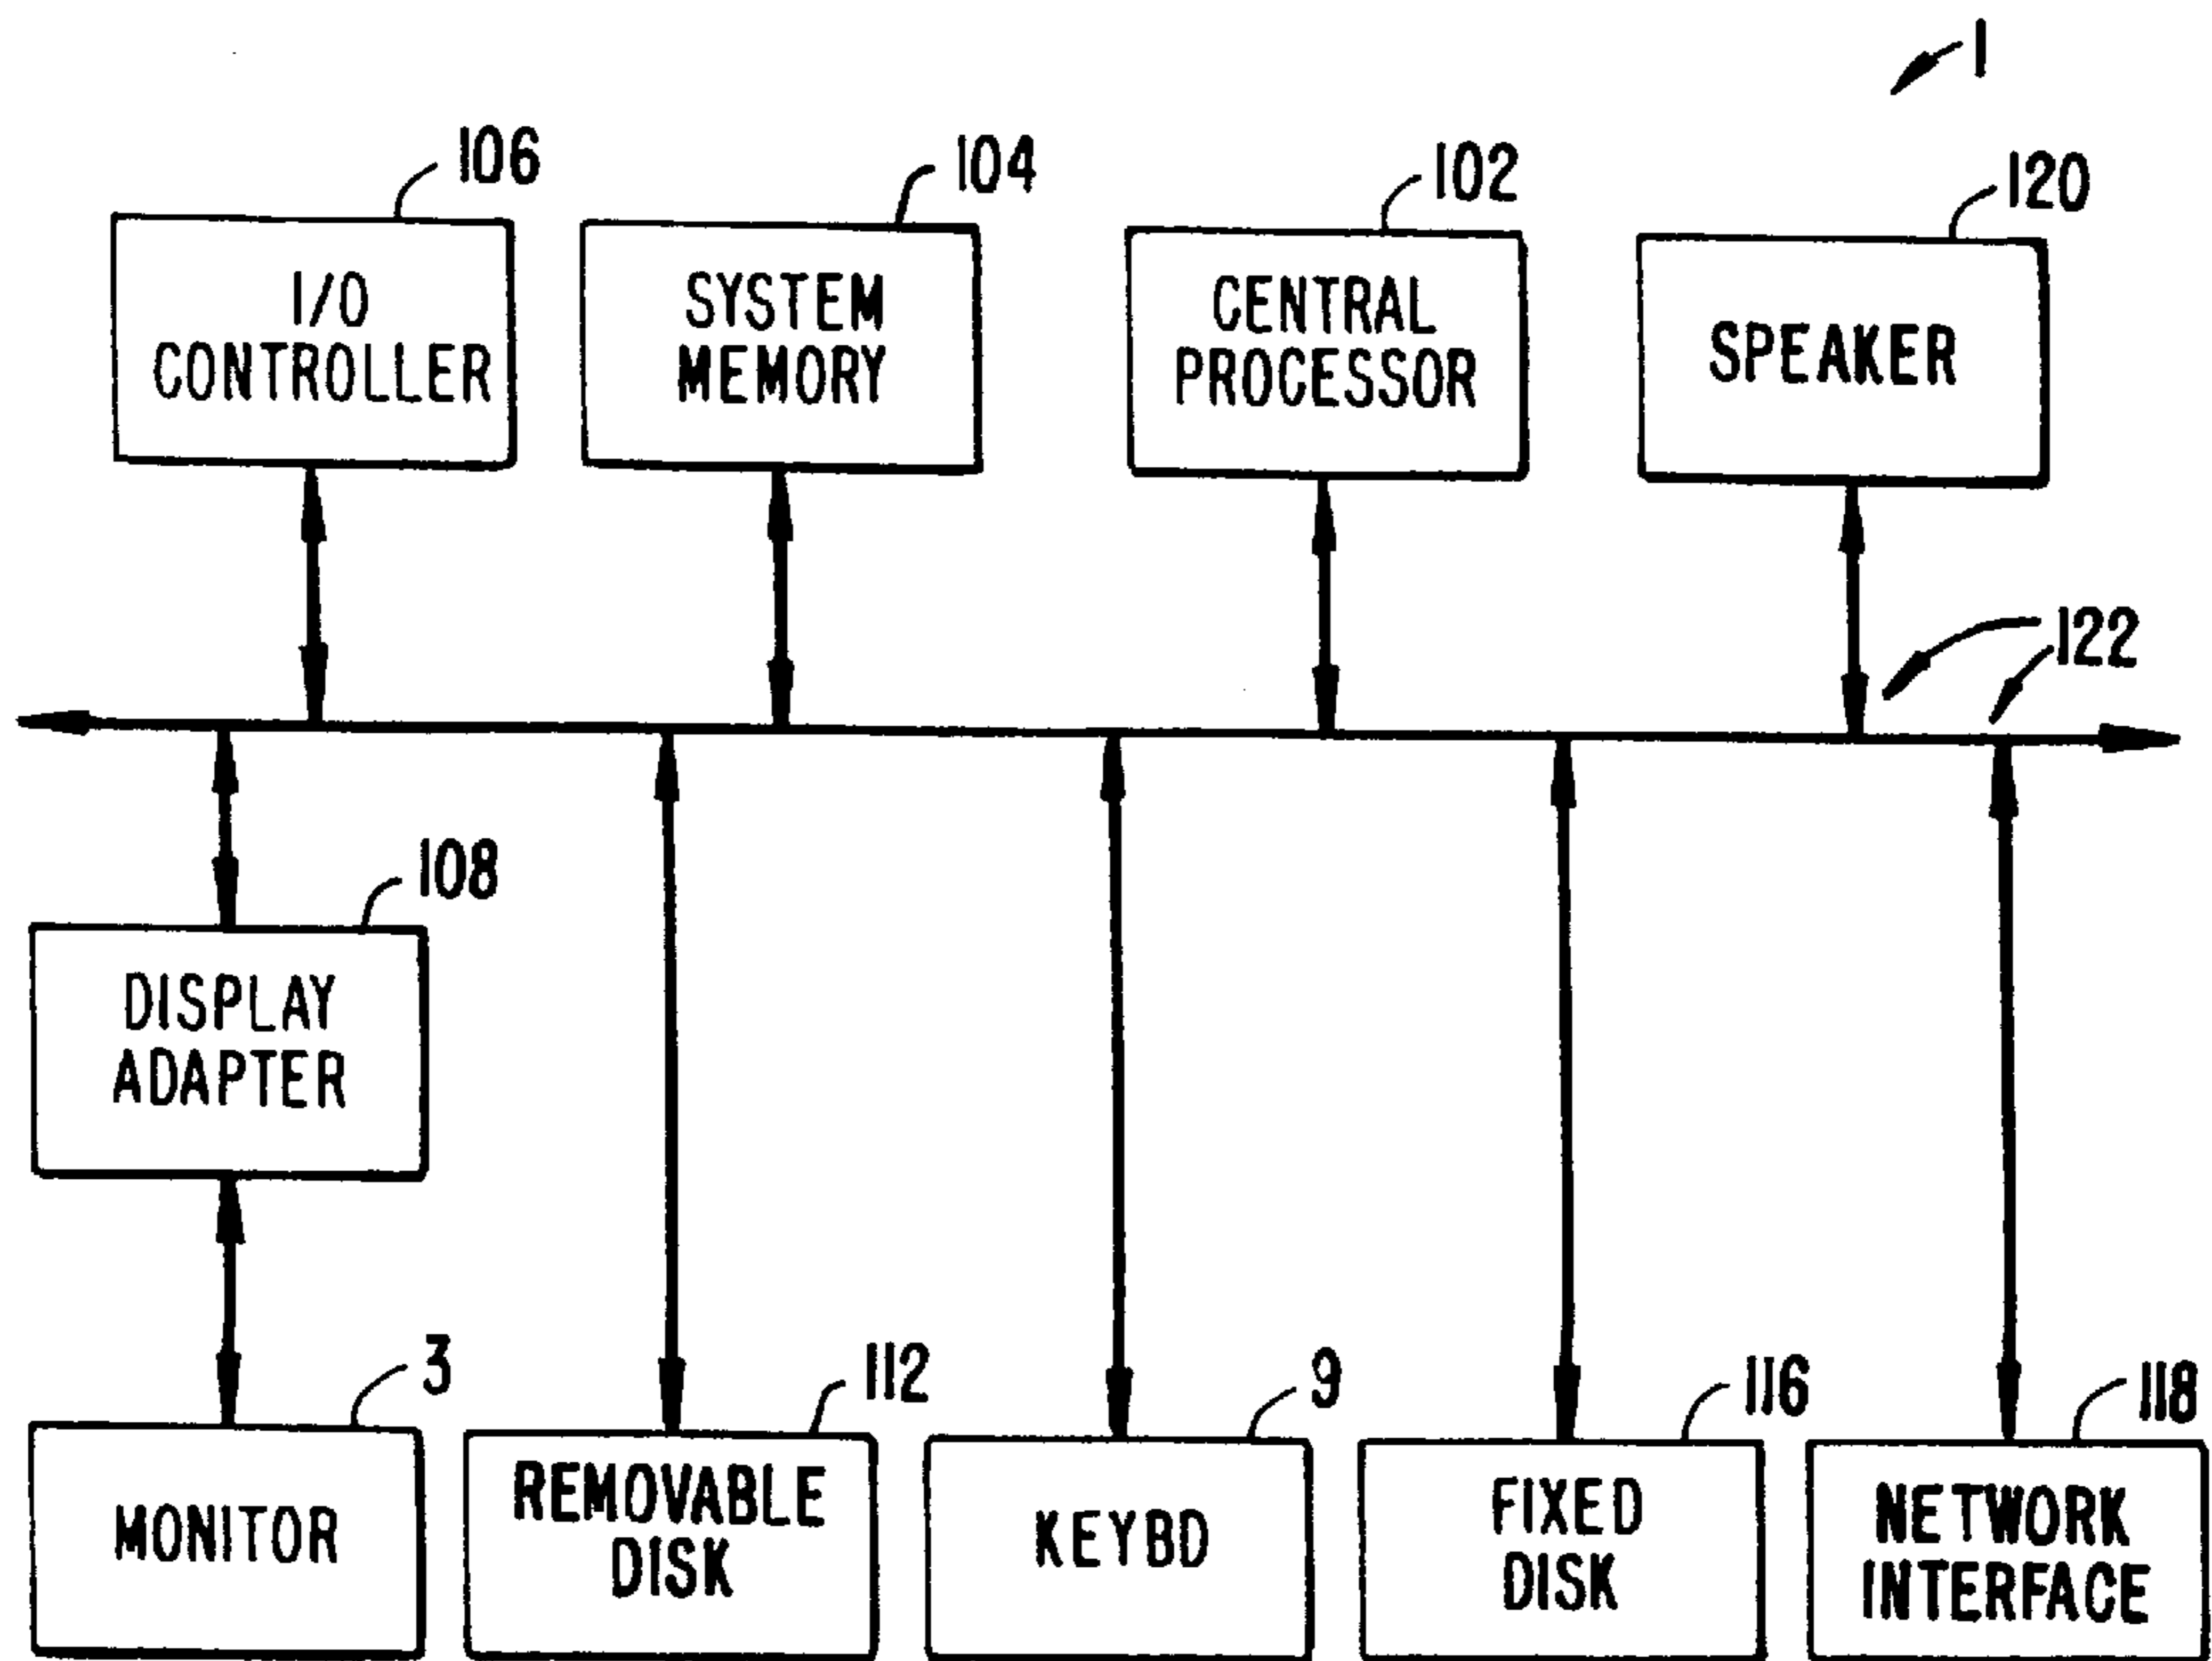 1
106
104
102
120
I/O
CONTROLLER
SYSTEM
MEMORY
CENTRAL
PROCESSOR
SPEAKER
122
108
DISPLAY
ADAPTER
3
112
9
116
118
MONITOR
REMOVABLE
DISK
KEYBD
FIXED
DISK
NETWORK
INTERFACE